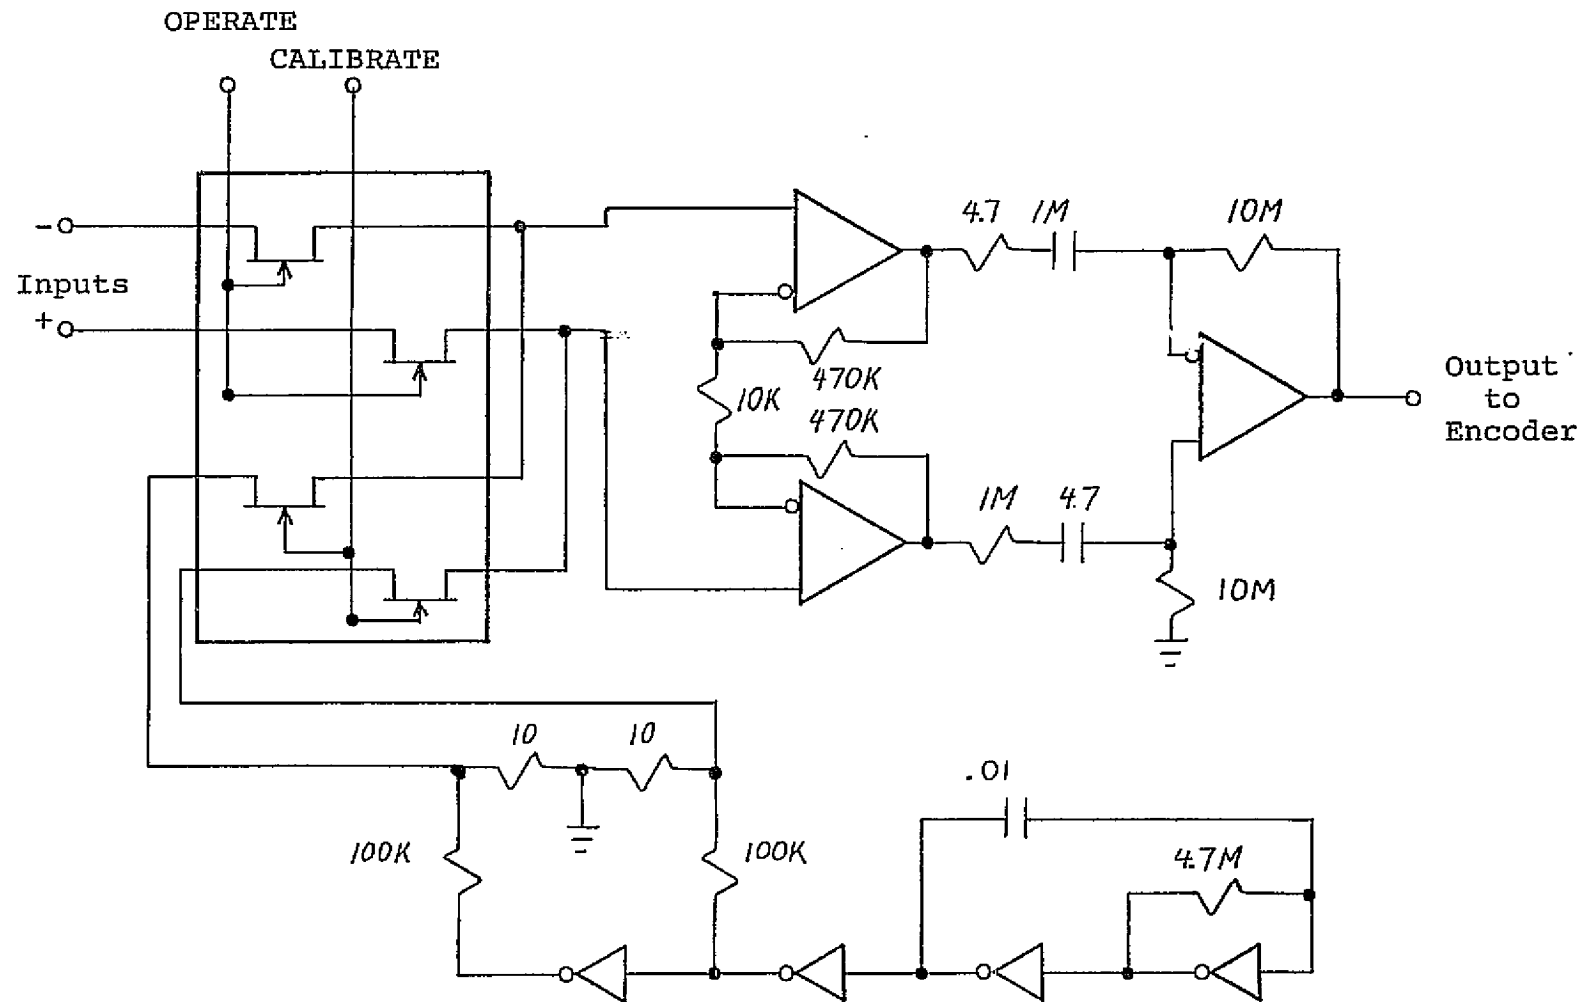 OPERATE
CALIBRATE
-
Inputs
+
4.7 1M
10M
470K
10K
470K
Output
to
Encoder
1M 4.7
10M
10 10
.01
100K
100K
4.7M